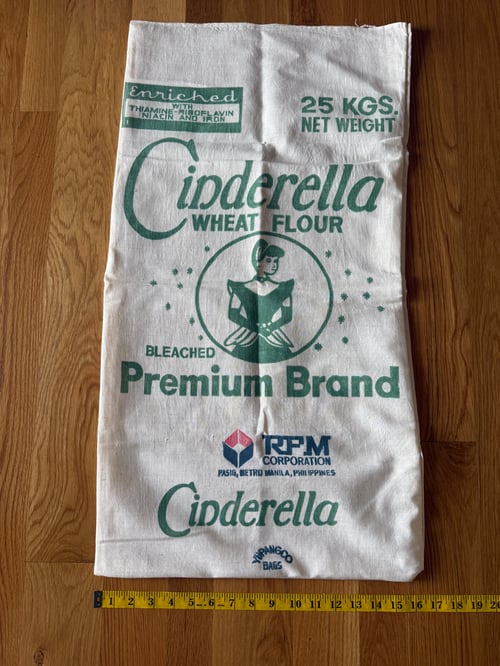 Enriched
WITH
THIAMINE-RIBOFLAVIN
NIACIN AND IRON
25 KGS.
NET WEIGHT
Cinderella
WHEAT FLOUR
BLEACHED
Premium Brand
RFM
CORPORATION
PASIG, METRO MANILA, PHILIPPINES
Cinderella
YUPANGCO
BAGS
1 2 3 4 5 6 7 8 9 10 11 12 13 14 15 16 17 18 19 20